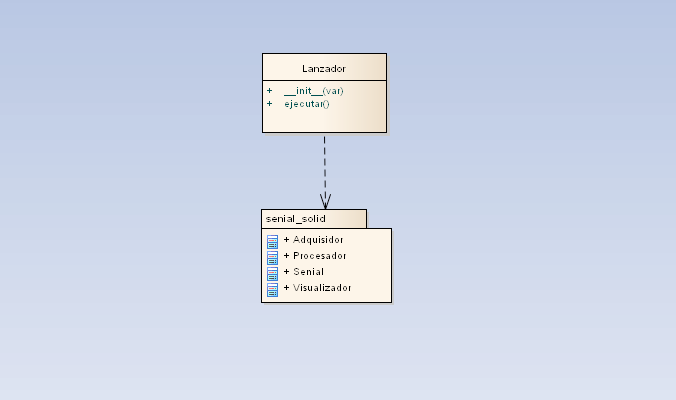 Lanzador
+ __init__(var)
+ ejecutar()
senial_solid
+ Adquisidor
+ Procesador
+ Senial
+ Visualizador